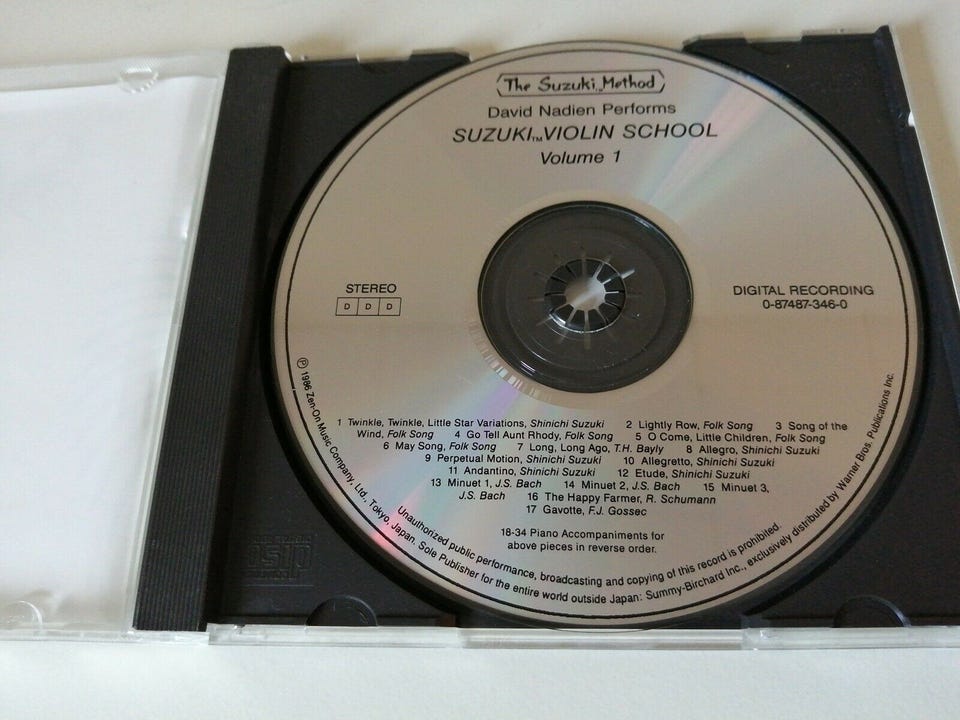 The Suzuki Method
David Nadien Performs
SUZUKI™ VIOLIN SCHOOL
Volume 1
STEREO
D D D
DIGITAL RECORDING
0-87487-346-0
1 Twinkle, Twinkle, Little Star Variations, Shinichi Suzuki 2 Lightly Row, Folk Song 3 Song of the
Wind, Folk Song 4 Go Tell Aunt Rhody, Folk Song 5 O Come, Little Children, Folk Song
6 May Song, Folk Song 7 Long, Long Ago, T.H. Bayly 8 Allegro, Shinichi Suzuki
9 Perpetual Motion, Shinichi Suzuki 10 Allegretto, Shinichi Suzuki
11 Andantino, Shinichi Suzuki 12 Etude, Shinichi Suzuki
13 Minuet 1, J.S. Bach 14 Minuet 2, J.S. Bach 15 Minuet 3,
J.S. Bach 16 The Happy Farmer, R. Schumann
17 Gavotte, F.J. Gossec
18-34 Piano Accompaniments for
above pieces in reverse order.
Unauthorized public performance, broadcasting and copying of this record is prohibited.
℗ 1986 Zen-On Music Company, Ltd., Tokyo, Japan. Sole Publisher for the entire world outside Japan: Summy-Birchard Inc., exclusively distributed by Warner Bros. Publications Inc.